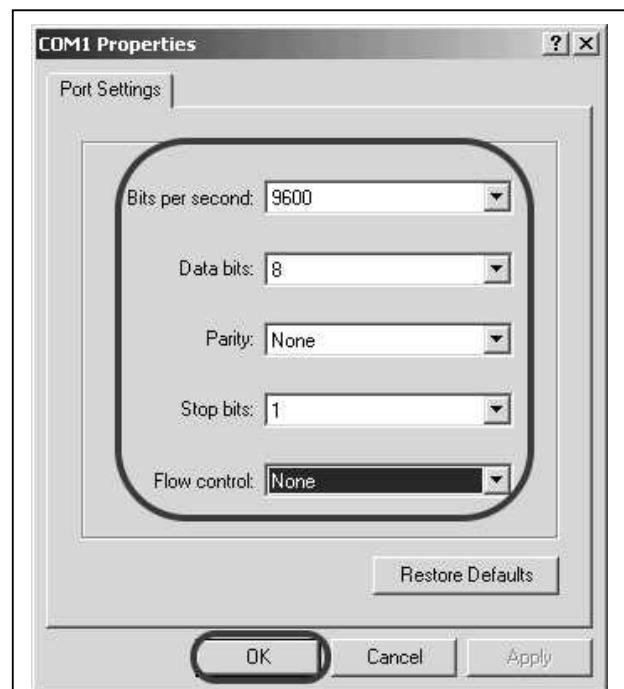 COM1 Properties
Port Settings
Bits per second: 9600
Data bits: 8
Parity: None
Stop bits: 1
Flow control: None
Restore Defaults
OK Cancel Apply